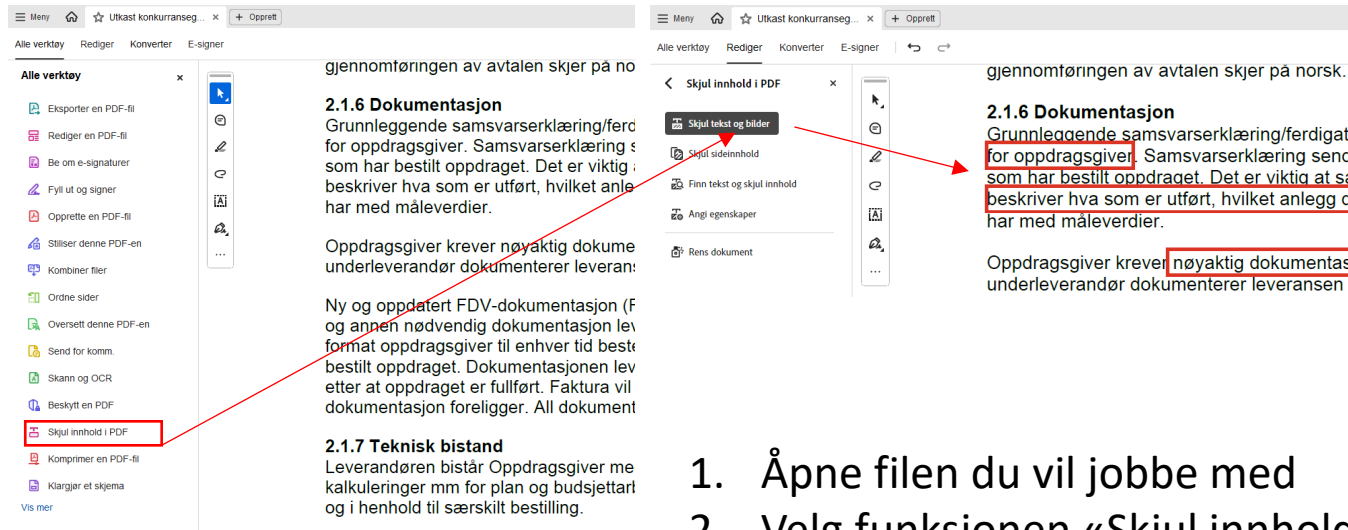 Meny
Utkast konkurranseg...
Opprett
Alle verktøy Rediger Konverter E-signer
Alle verktøy
Eksporter en PDF-fil
Rediger en PDF-fil
Be om e-signaturer
Fyll ut og signer
Opprette en PDF-fil
Stiliser denne PDF-en
Kombiner filer
Ordne sider
Oversett denne PDF-en
Send for komm.
Skann og OCR
Beskytt en PDF
Skjul innhold i PDF
Komprimer en PDF-fil
Klargjør et skjema
Vis mer
gjennomføringen av avtalen skjer på no
2.1.6 Dokumentasjon
Grunnleggende samsvarserklæring/ferd
for oppdragsgiver. Samsvarserklæring s
som har bestilt oppdraget. Det er viktig
beskriver hva som er utført, hvilket anle
har med måleverdier.
Oppdragsgiver krever nøyaktig dokume
underleverandør dokumenterer leverans
Ny og oppdatert FDV-dokumentasjon (F
og annen nødvendig dokumentasjon lev
format oppdragsgiver til enhver tid beste
bestilt oppdraget. Dokumentasjonen lev
etter at oppdraget er fullført. Faktura vil
dokumentasjon foreligger. All dokument
2.1.7 Teknisk bistand
Leverandøren bistår Oppdragsgiver me
kalkuleringer mm for plan og budsjettarb
og i henhold til særskilt bestilling.
Meny
Utkast konkurranseg...
Opprett
Alle verktøy Rediger Konverter E-signer
Skjul innhold i PDF
Skjul tekst og bilder
Skjul sideinnhold
Finn tekst og skjul innhold
Angi egenskaper
Rens dokument
gjennomføringen av avtalen skjer på norsk.
2.1.6 Dokumentasjon
Grunnleggende samsvarserklæring/ferdigat
for oppdragsgiver. Samsvarserklæring send
som har bestilt oppdraget. Det er viktig at sa
beskriver hva som er utført, hvilket anlegg d
har med måleverdier.
Oppdragsgiver krever nøyaktig dokumentas
underleverandør dokumenterer leveransen
1. Åpne filen du vil jobbe med
2. Velg funksjonen «Skjul innhold